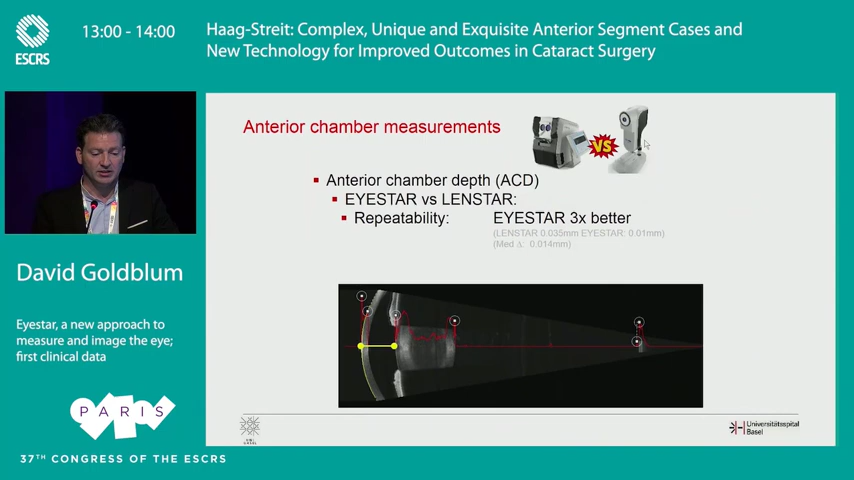 ESCRS
13:00 - 14:00
Haag-Streit: Complex, Unique and Exquisite Anterior Segment Cases and
New Technology for Improved Outcomes in Cataract Surgery
Anterior chamber measurements
VS
▪ Anterior chamber depth (ACD)
▪ EYESTAR vs LENSTAR:
▪ Repeatability: EYESTAR 3x better
(LENSTAR 0.035mm EYESTAR: 0.01mm)
(Med Δ: 0.014mm)
David Goldblum
Eyestar, a new approach to
measure and image the eye;
first clinical data
PARIS
37TH CONGRESS OF THE ESCRS
Universitätsspital
Basel